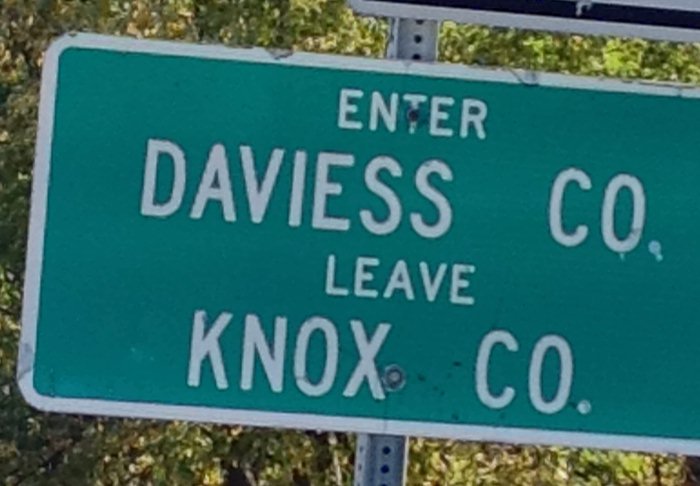 ENTER
DAVIESS CO.
LEAVE
KNOX CO.